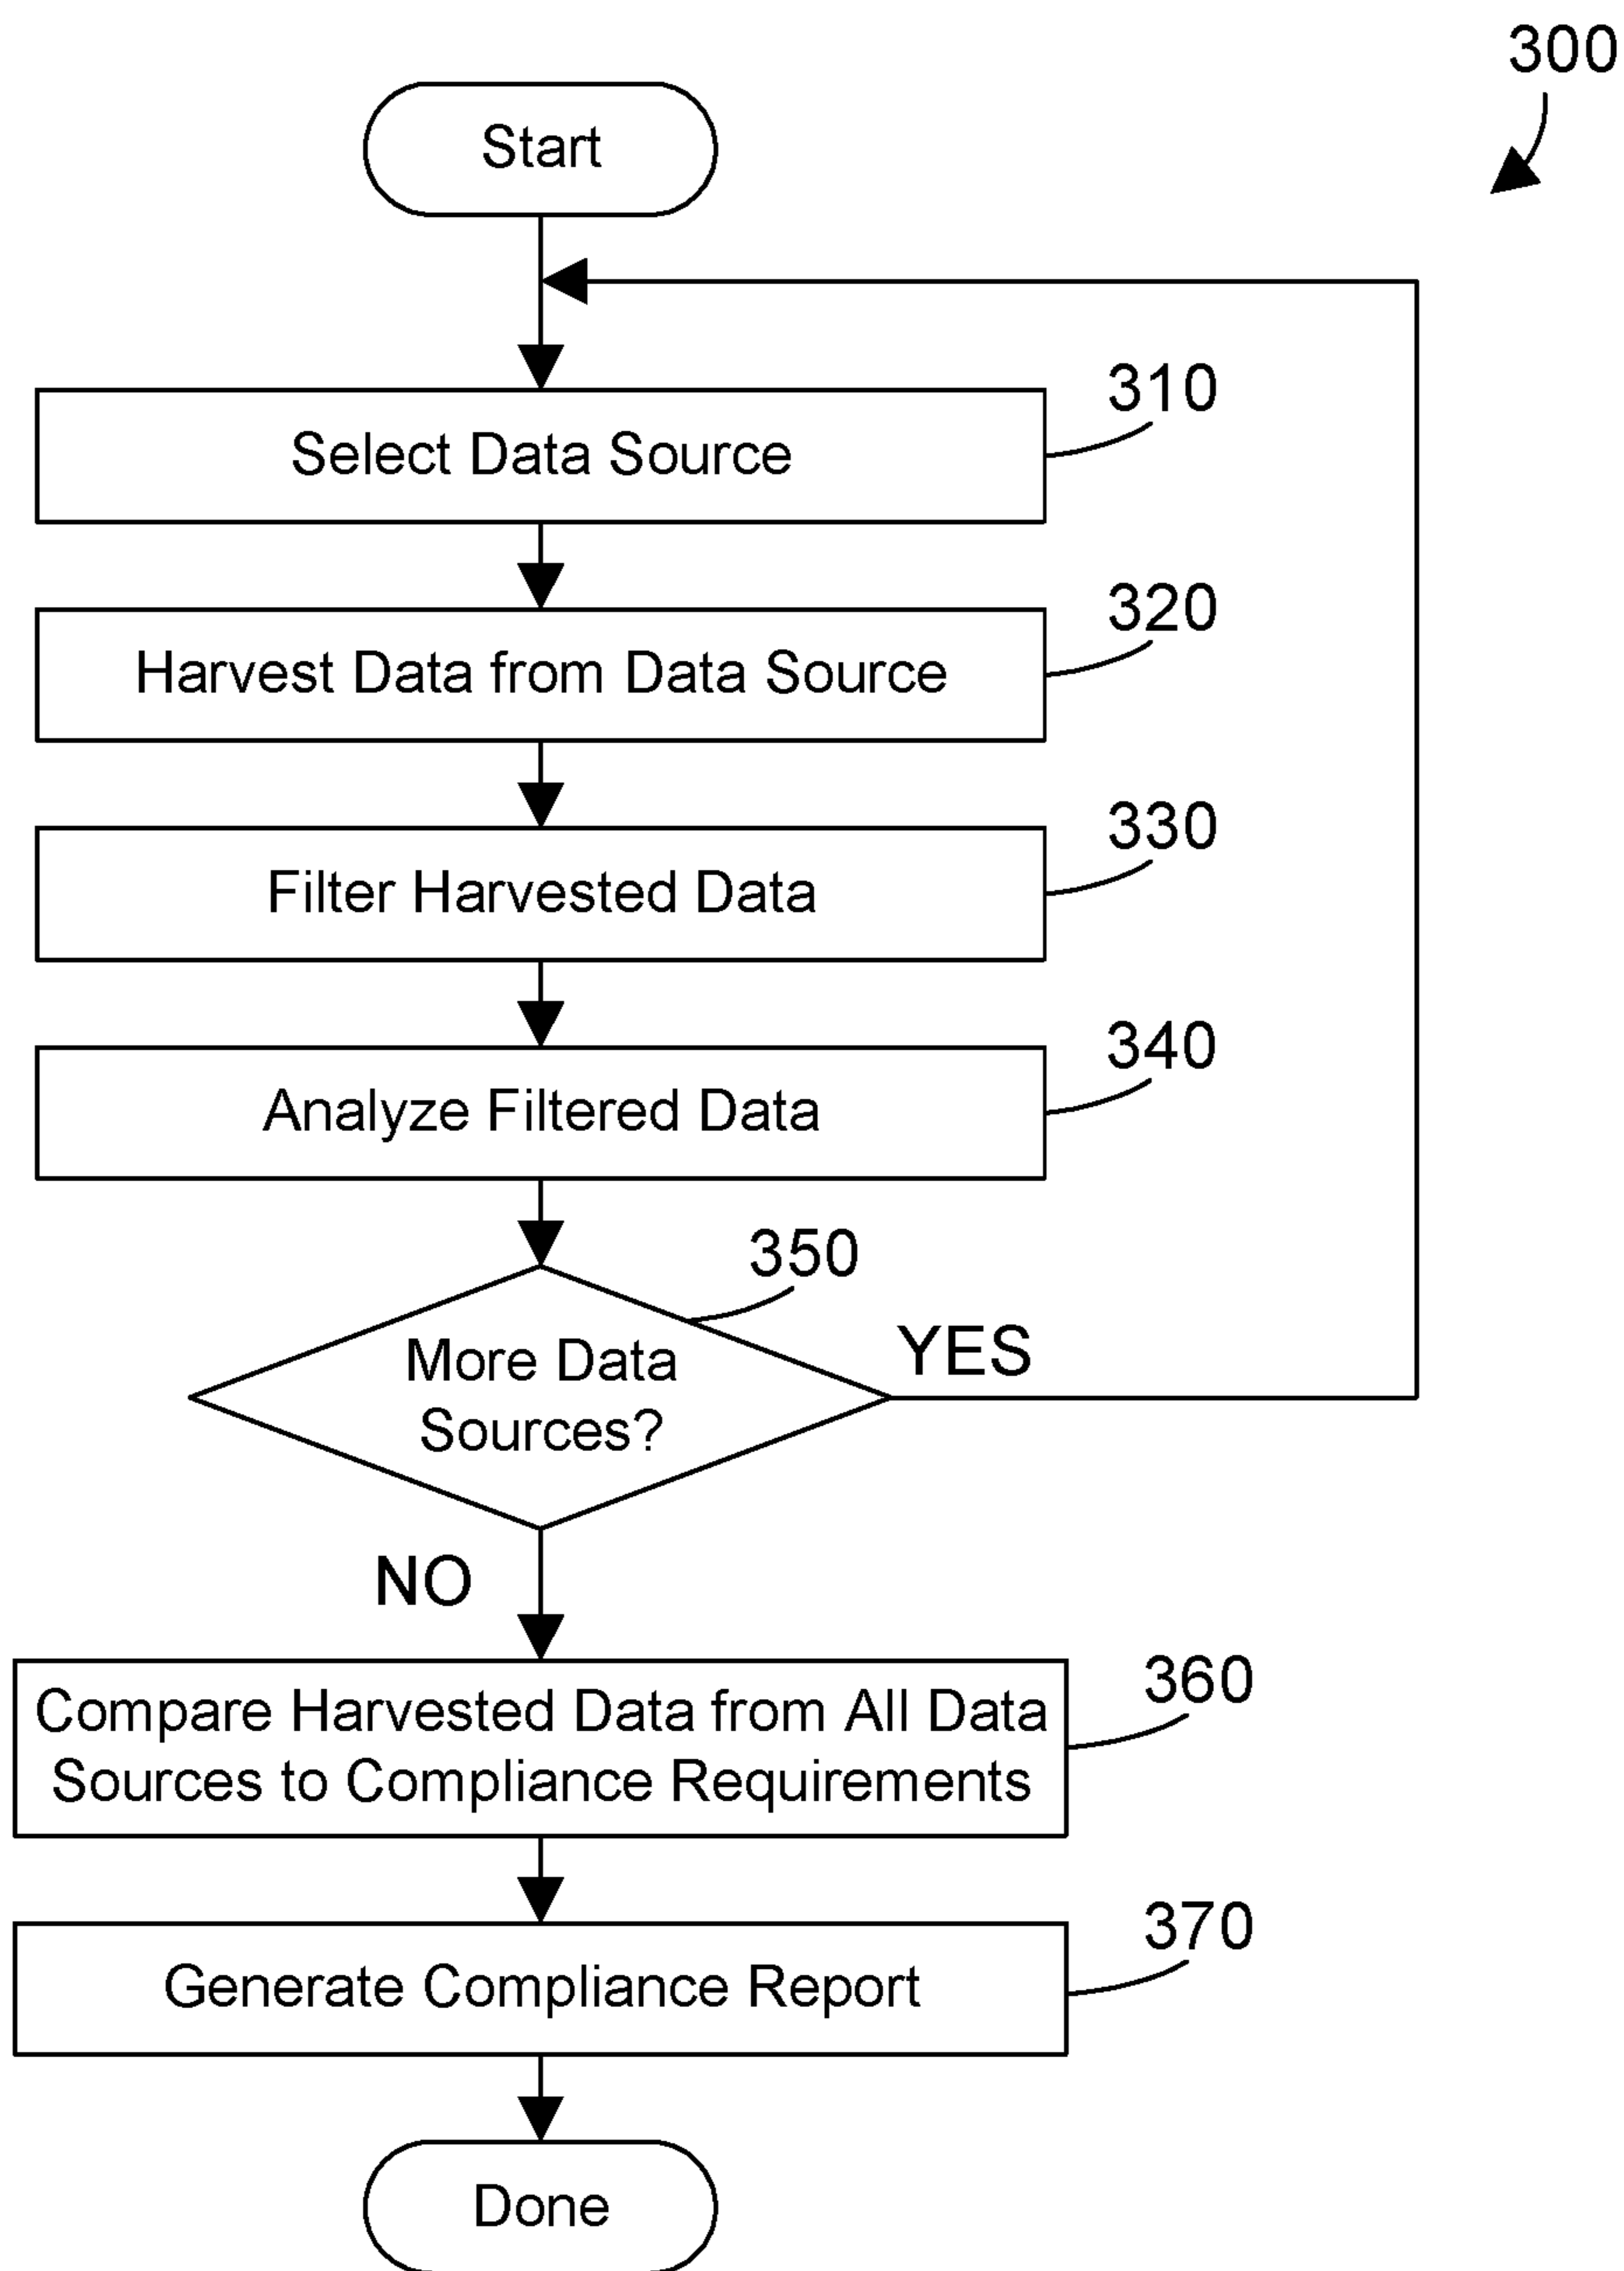 300
Start
310
Select Data Source
320
Harvest Data from Data Source
330
Filter Harvested Data
340
Analyze Filtered Data
350
More Data
Sources?
YES
NO
360
Compare Harvested Data from All Data
Sources to Compliance Requirements
370
Generate Compliance Report
Done